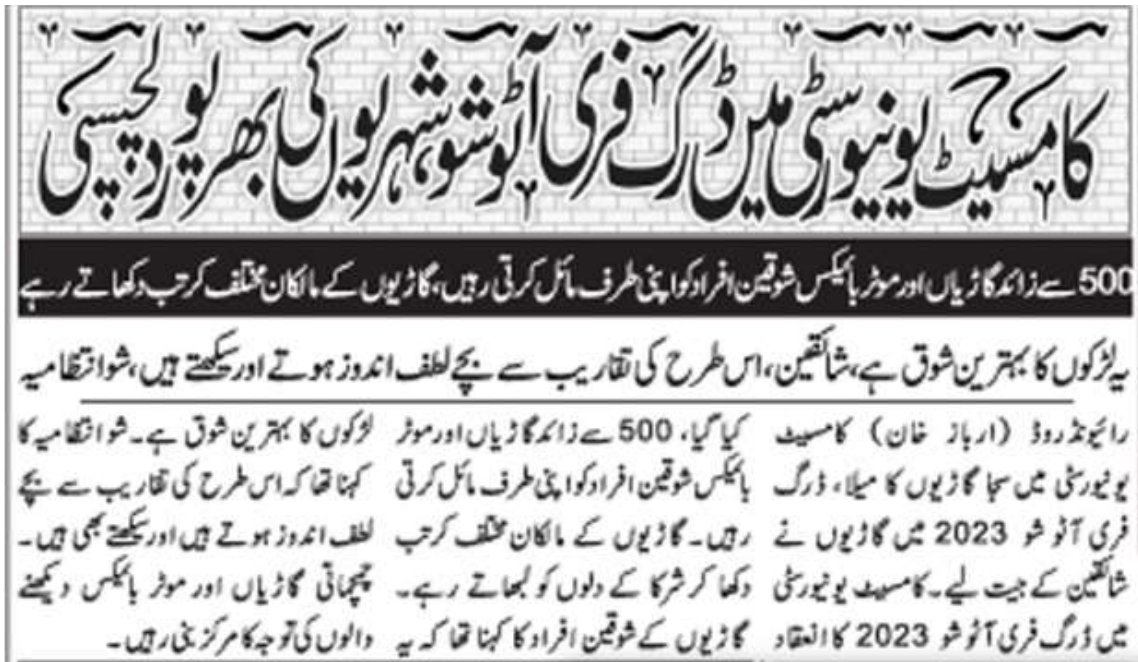 کامسیٹ یونیورسٹی میں ڈرگ فری آٹو شو شہریوں کی بھرپور دلچسپی
500 سے زائد گاڑیاں اور موٹر بائیکس شوقین افراد کو اپنی طرف مائل کرتی رہیں، گاڑیوں کے مالکان مختلف کرتب دکھاتے رہے
یہ لڑکوں کا بہترین شوق ہے، شائقین، اس طرح کی تقاریب سے بچے لطف اندوز ہوتے اور سیکھتے ہیں، شو انتظامیہ
رائیونڈ روڈ (ارباز خان) کامسیٹ
یونیورسٹی میں سجا گاڑیوں کا میلا، ڈرگ
فری آٹو شو 2023 میں گاڑیوں نے
شائقین کے جیت لیے۔ کامسیٹ یونیورسٹی
میں ڈرگ فری آٹو شو 2023 کا انعقاد
کیا گیا، 500 سے زائد گاڑیاں اور موٹر
بائیکس شوقین افراد کو اپنی طرف مائل کرتی
رہیں۔ گاڑیوں کے مالکان مختلف کرتب
دکھا کر شرکا کے دلوں کو لبھاتے رہے۔
گاڑیوں کے شوقین افراد کا کہنا تھا کہ یہ
لڑکوں کا بہترین شوق ہے۔ شو انتظامیہ کا
کہنا تھا کہ اس طرح کی تقاریب سے بچے
لطف اندوز ہوتے ہیں اور سیکھتے بھی ہیں۔
چمچماتی گاڑیاں اور موٹر بائیکس دیکھنے
والوں کی توجہ کا مرکز بنی رہیں۔